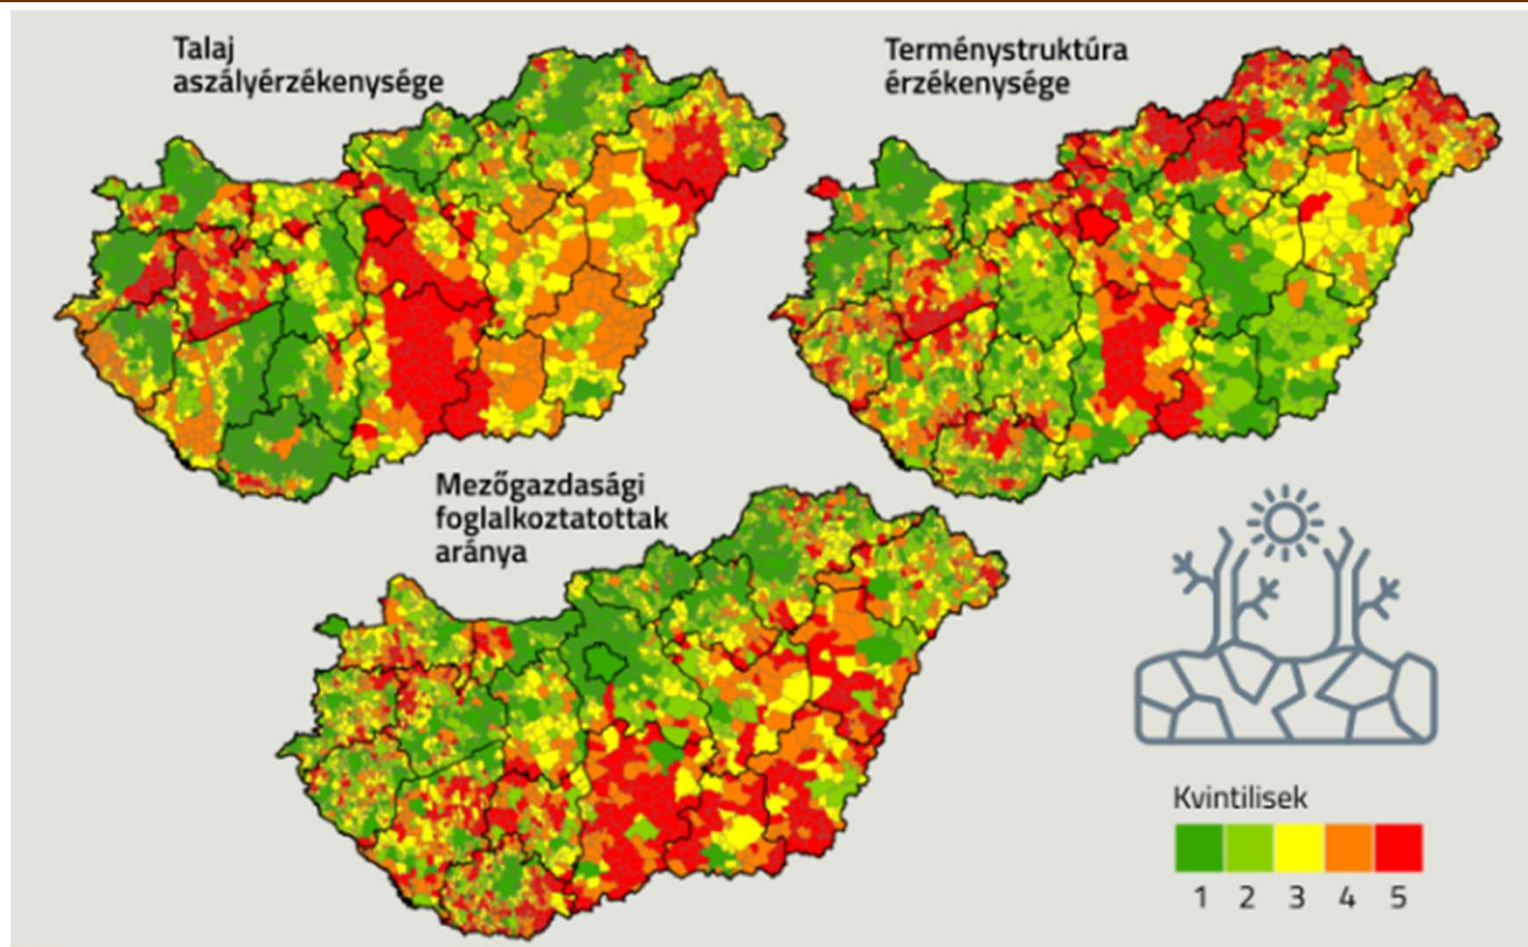 Talaj
aszályérzékenysége
Terménystruktúra
érzékenysége
Mezőgazdasági
foglalkoztatottak
aránya
Kvintilisek
1 2 3 4 5